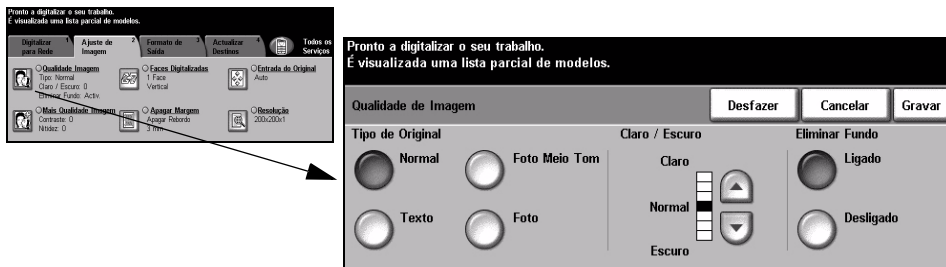 Pronto a digitalizar o seu trabalho.
É visualizada uma lista parcial de modelos.
Digitalizar para Rede 1
Ajuste de Imagem 2
Formato de Saída 3
Actualizar Destinos 4
Todos os Serviços
Qualidade Imagem
Tipo: Normal
Claro / Escuro: 0
Eliminar Fundo: Activ.
Faces Digitalizadas
1 Face
Vertical
Entrada do Original
Auto
Mais Qualidade Imagem
Contraste: 0
Nitidez: 0
Apagar Margem
Apagar Rebordo
3 mm
Resolução
200x200x1
Pronto a digitalizar o seu trabalho.
É visualizada uma lista parcial de modelos.
Qualidade de Imagem
Desfazer
Cancelar
Gravar
Tipo de Original
Claro / Escuro
Eliminar Fundo
Normal
Foto Meio Tom
Claro
Ligado
Normal
Texto
Foto
Desligado
Escuro